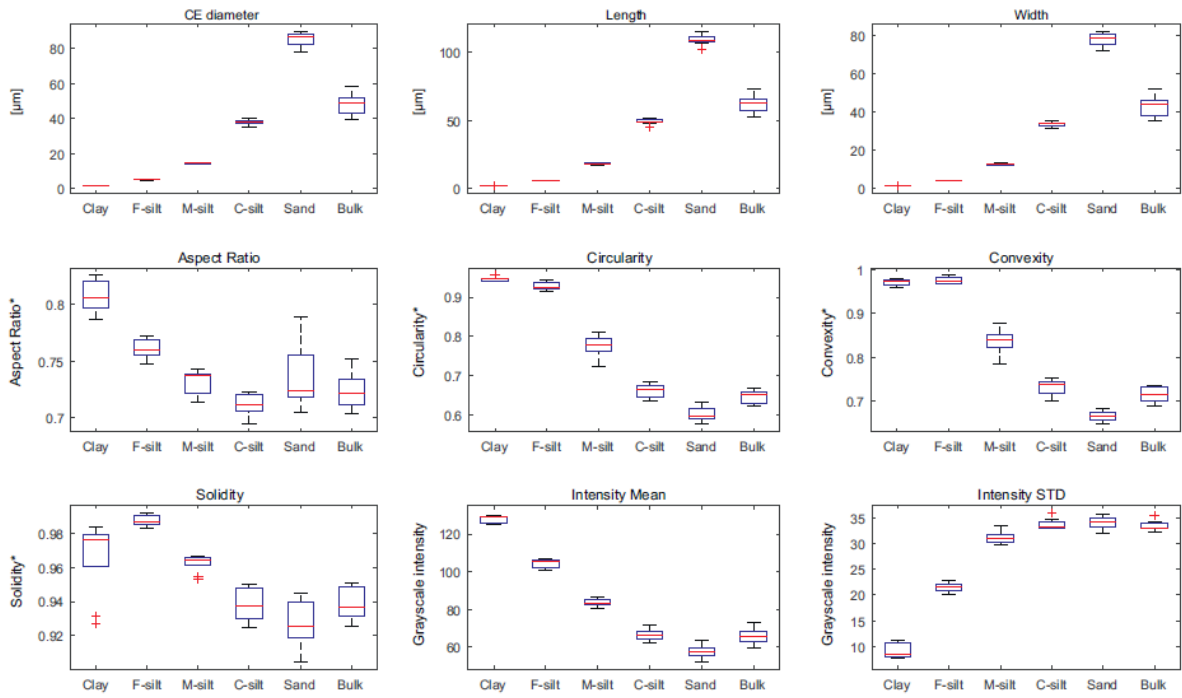 CE diameter
[µm]
80
60
40
20
0
Clay F-silt M-silt C-silt Sand Bulk
Length
[µm]
100
50
0
Clay F-silt M-silt C-silt Sand Bulk
Width
[µm]
80
60
40
20
0
Clay F-silt M-silt C-silt Sand Bulk
Aspect Ratio
Aspect Ratio*
0.8
0.75
0.7
Clay F-silt M-silt C-silt Sand Bulk
Circularity
Circularity*
0.9
0.8
0.7
0.6
Clay F-silt M-silt C-silt Sand Bulk
Convexity
Convexity*
1
0.9
0.8
0.7
Clay F-silt M-silt C-silt Sand Bulk
Solidity
Solidity*
0.98
0.96
0.94
0.92
Clay F-silt M-silt C-silt Sand Bulk
Intensity Mean
Grayscale intensity
120
100
80
60
Clay F-silt M-silt C-silt Sand Bulk
Intensity STD
Grayscale intensity
35
30
25
20
15
10
Clay F-silt M-silt C-silt Sand Bulk